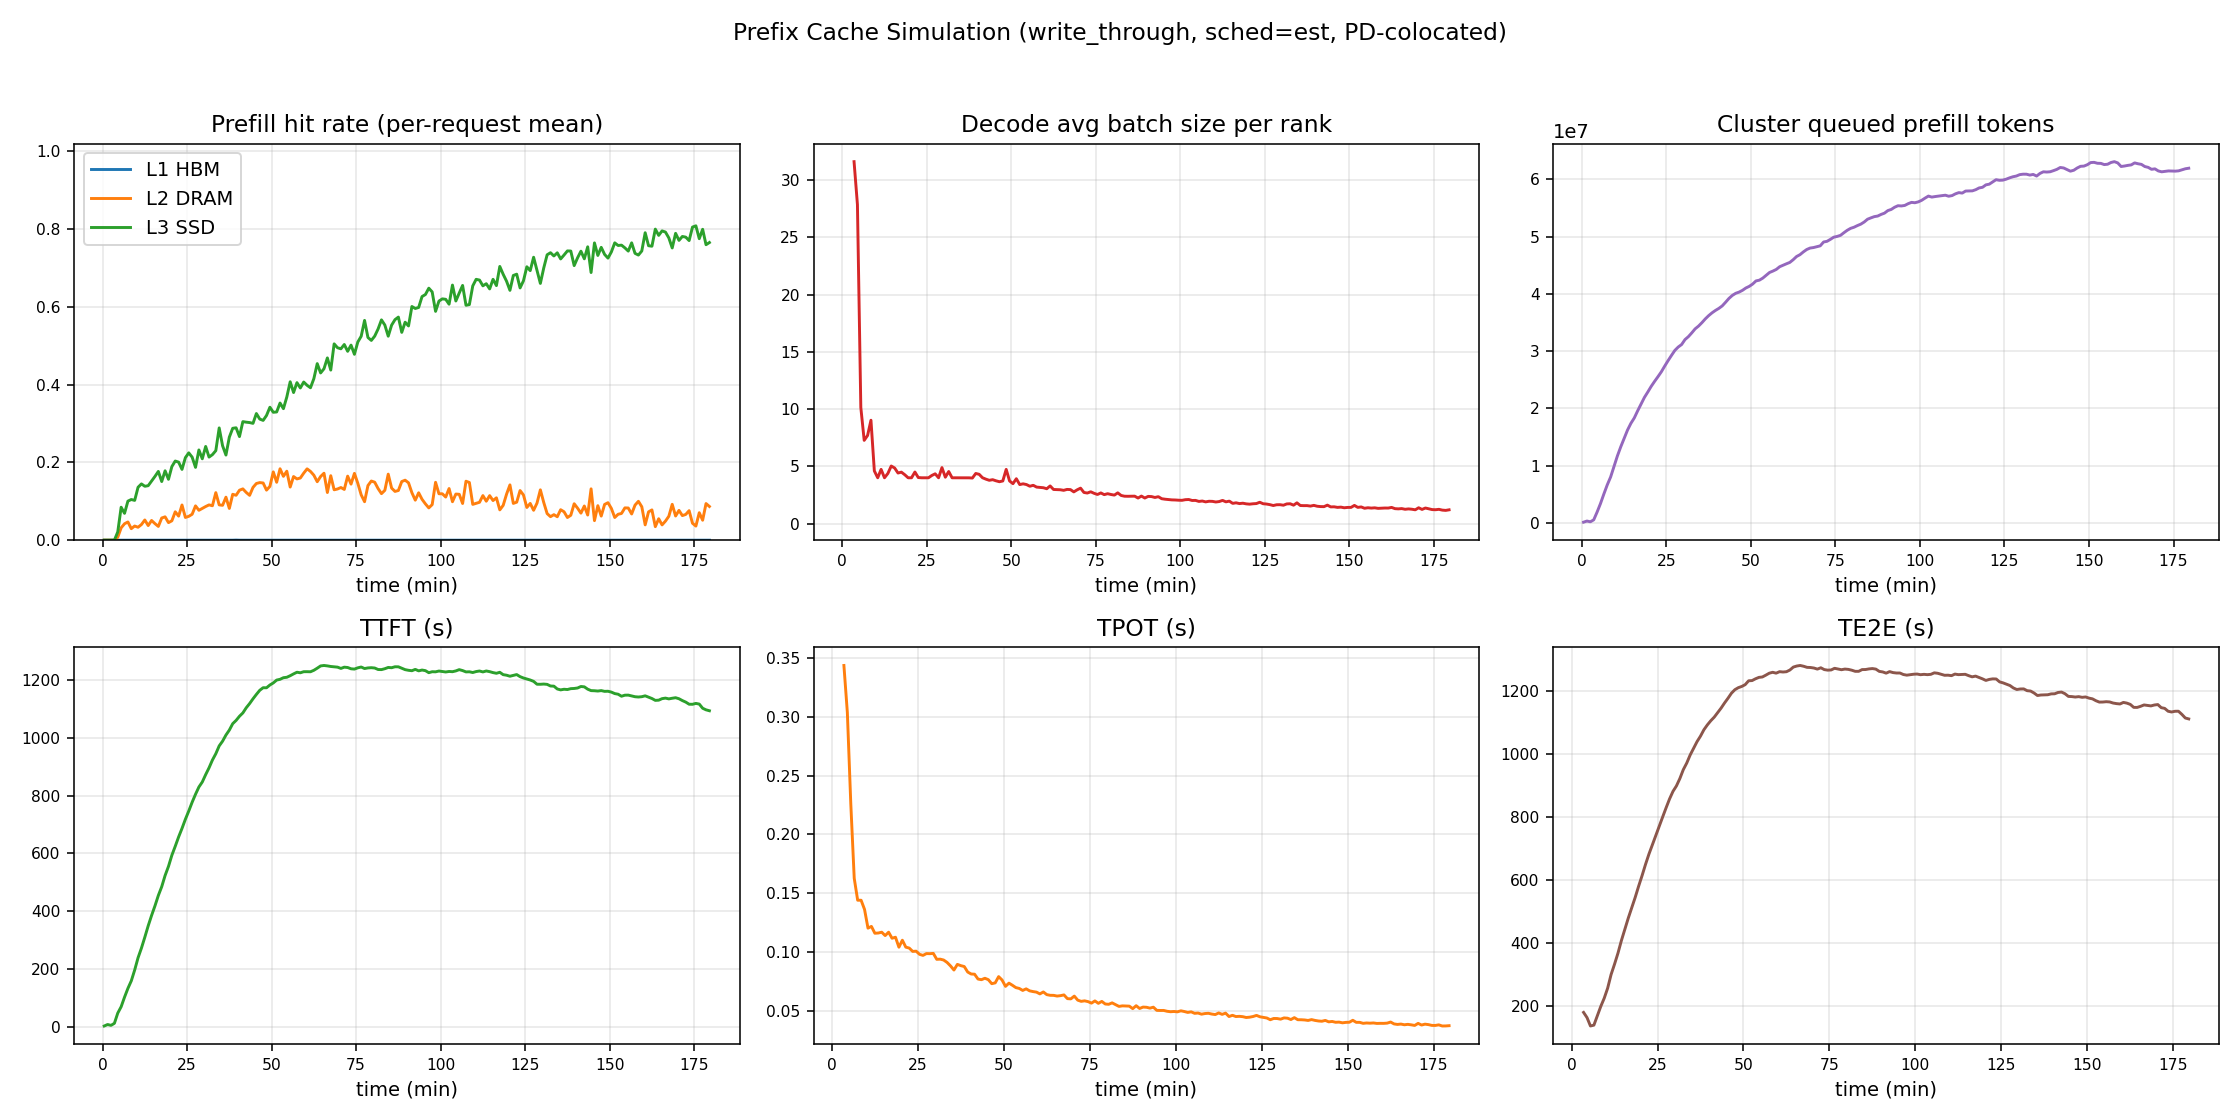 Prefix Cache Simulation (write_through, sched=est, PD-colocated)
Prefill hit rate (per-request mean)
1.0
0.8
0.6
0.4
0.2
0.0
L1 HBM
L2 DRAM
L3 SSD
0 25 50 75 100 125 150 175
time (min)
Decode avg batch size per rank
30
25
20
15
10
5
0
0 25 50 75 100 125 150 175
time (min)
Cluster queued prefill tokens
1e7
6
5
4
3
2
1
0
0 25 50 75 100 125 150 175
time (min)
TTFT (s)
1200
1000
800
600
400
200
0
0 25 50 75 100 125 150 175
time (min)
TPOT (s)
0.35
0.30
0.25
0.20
0.15
0.10
0.05
0 25 50 75 100 125 150 175
time (min)
TE2E (s)
1200
1000
800
600
400
200
0 25 50 75 100 125 150 175
time (min)